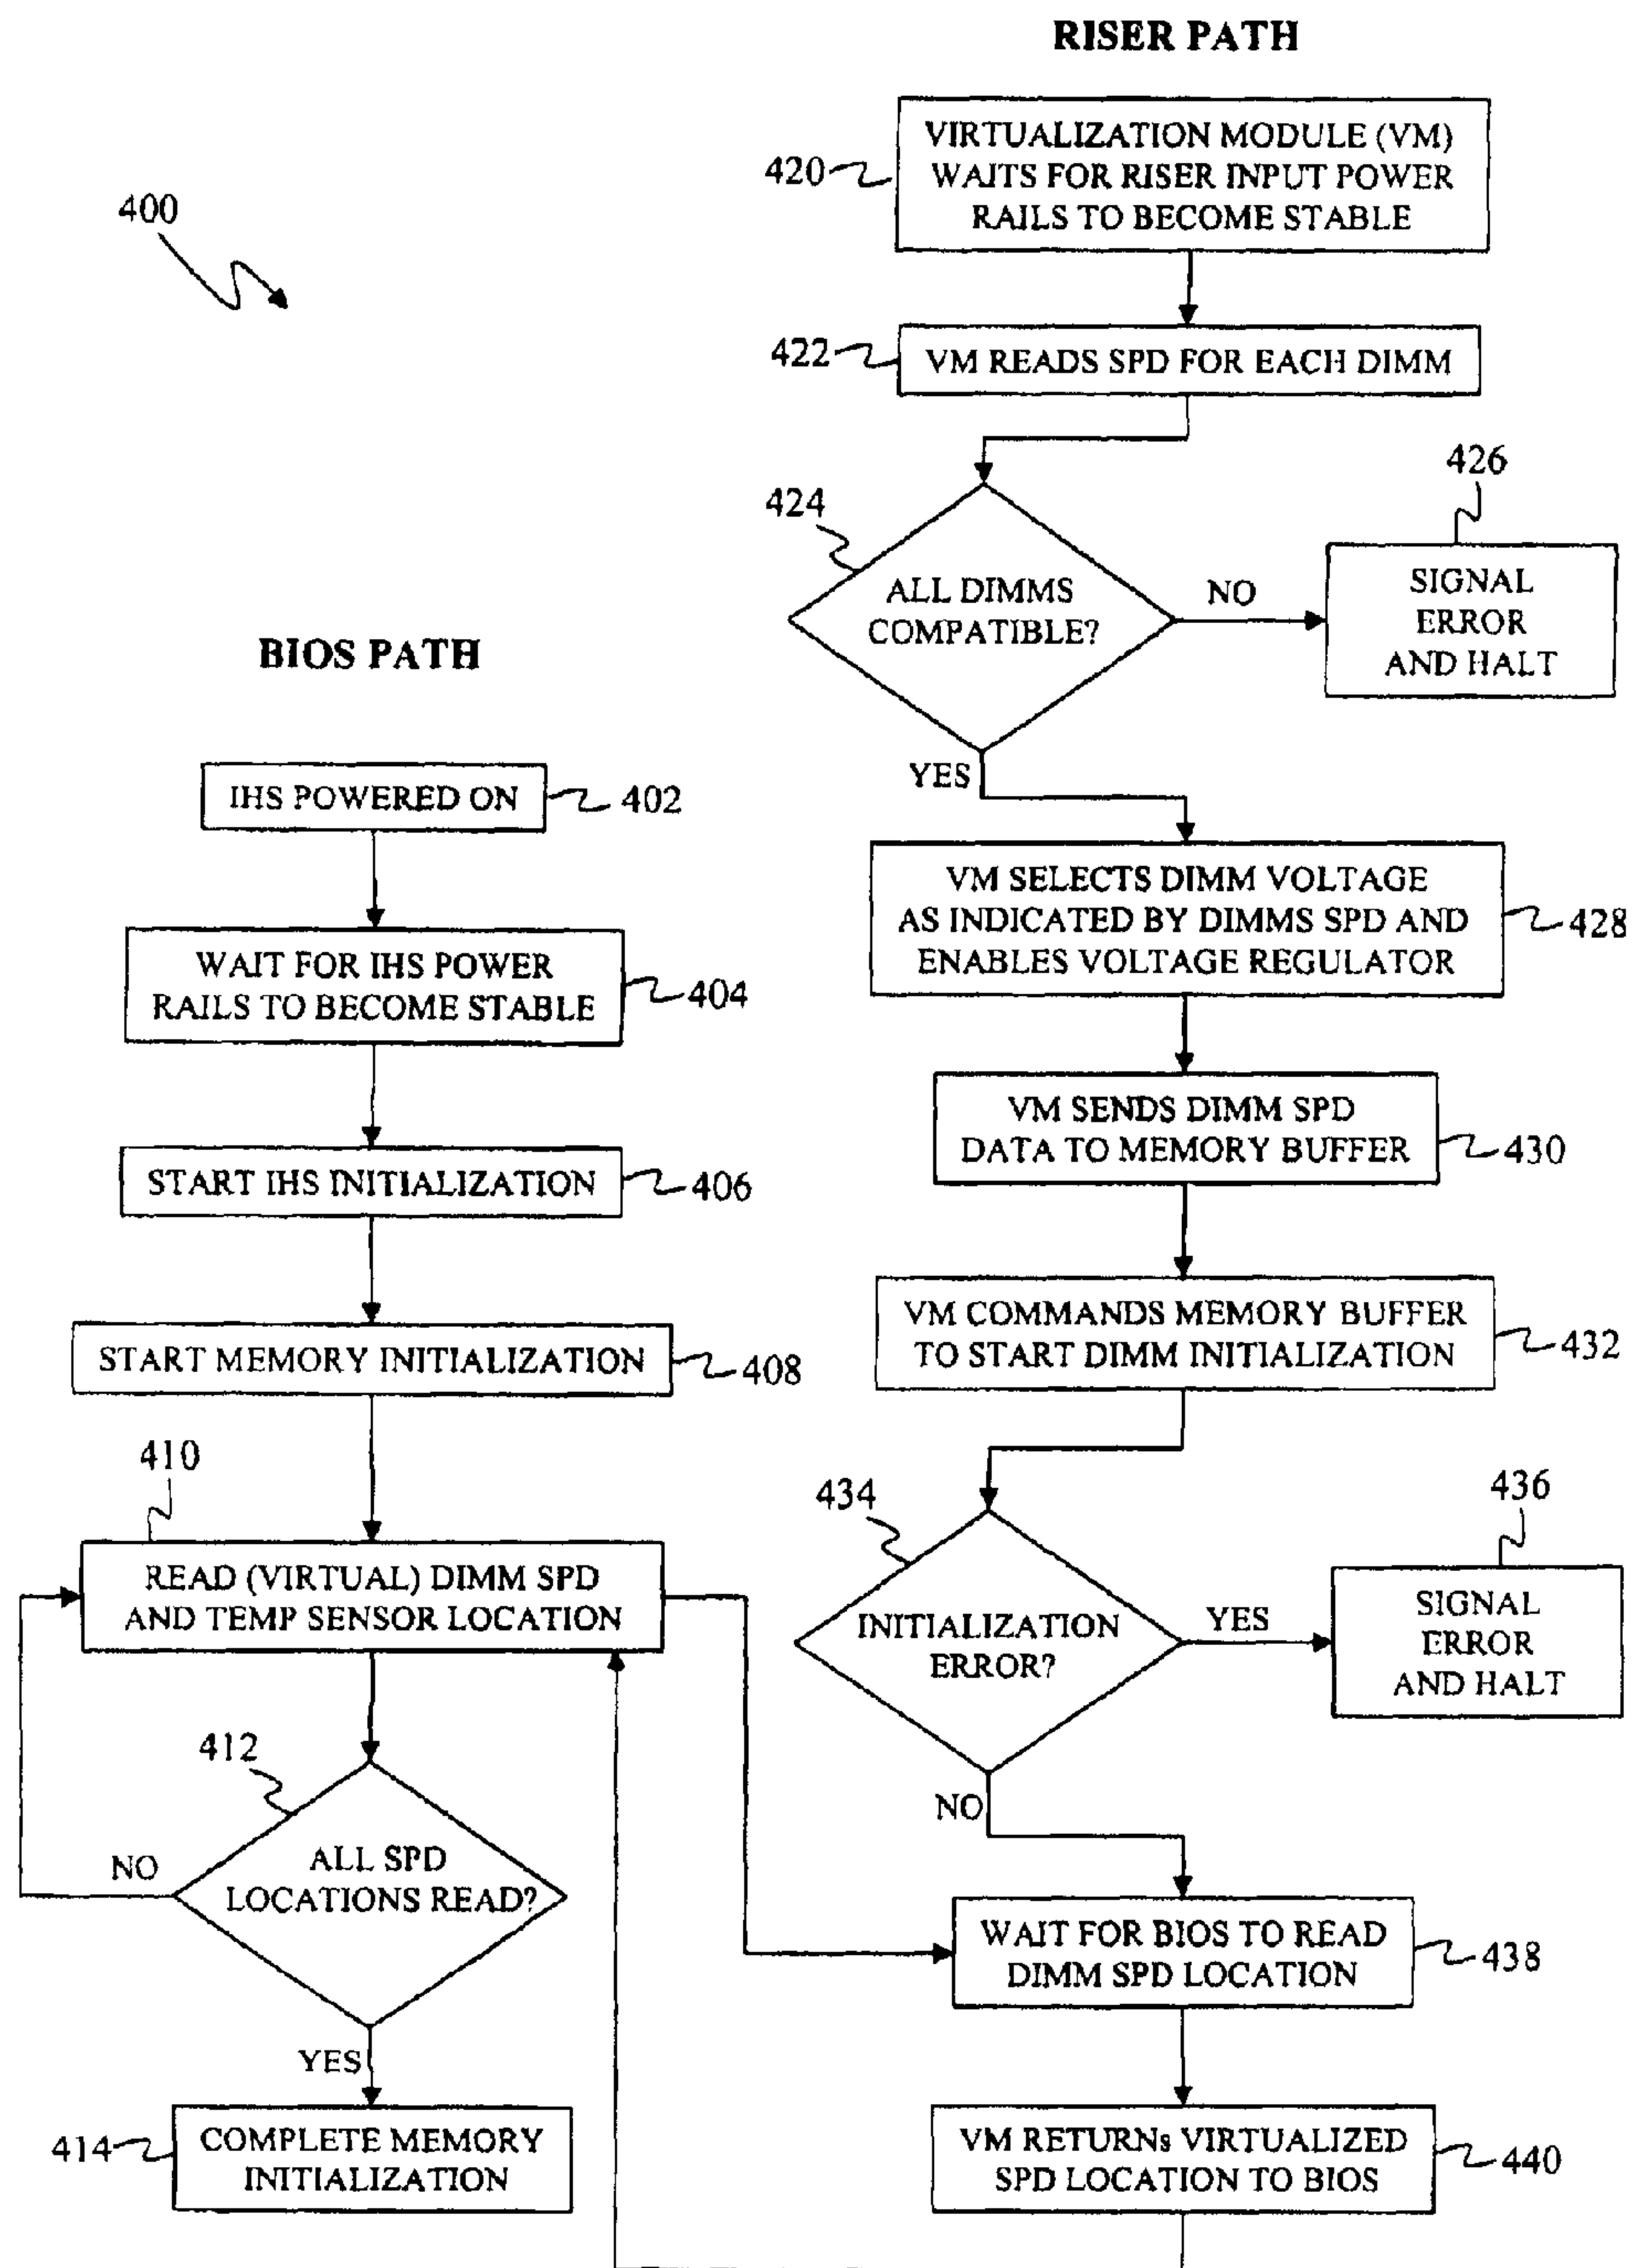 RISER PATH
VIRTUALIZATION MODULE (VM)
WAITS FOR RISER INPUT POWER
RAILS TO BECOME STABLE
420
400
422
VM READS SPD FOR EACH DIMM
424
426
ALL DIMMS
COMPATIBLE?
NO
SIGNAL
ERROR
AND HALT
YES
BIOS PATH
IHS POWERED ON
402
VM SELECTS DIMM VOLTAGE
AS INDICATED BY DIMMS SPD AND
ENABLES VOLTAGE REGULATOR
428
WAIT FOR IHS POWER
RAILS TO BECOME STABLE
404
VM SENDS DIMM SPD
DATA TO MEMORY BUFFER
430
START IHS INITIALIZATION
406
VM COMMANDS MEMORY BUFFER
TO START DIMM INITIALIZATION
432
START MEMORY INITIALIZATION
408
410
READ (VIRTUAL) DIMM SPD
AND TEMP SENSOR LOCATION
434
436
INITIALIZATION
ERROR?
YES
SIGNAL
ERROR
AND HALT
NO
412
ALL SPD
LOCATIONS READ?
NO
YES
WAIT FOR BIOS TO READ
DIMM SPD LOCATION
438
414
COMPLETE MEMORY
INITIALIZATION
VM RETURNs VIRTUALIZED
SPD LOCATION TO BIOS
440